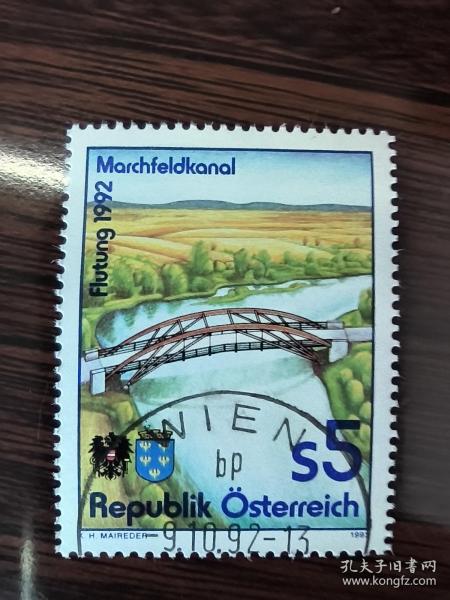 Marchfeldkanal
Flutung 1992
WIEN
bp
s5
Republik Österreich
K. H. MAIREDER
-9.10.92-13
孔夫子旧书网
www.kongfz.com